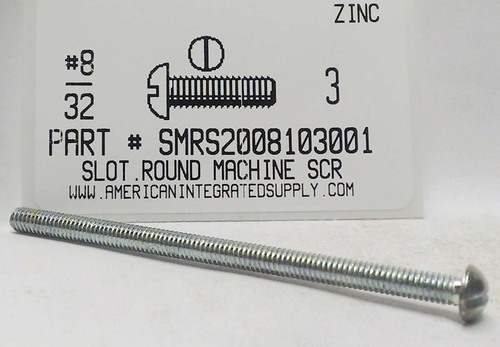 ZINC
#8
32
3
PART # SMRS2008103001
SLOT.ROUND MACHINE SCR
WWW.AMERICANINTEGRATEDSUPPLY.COM